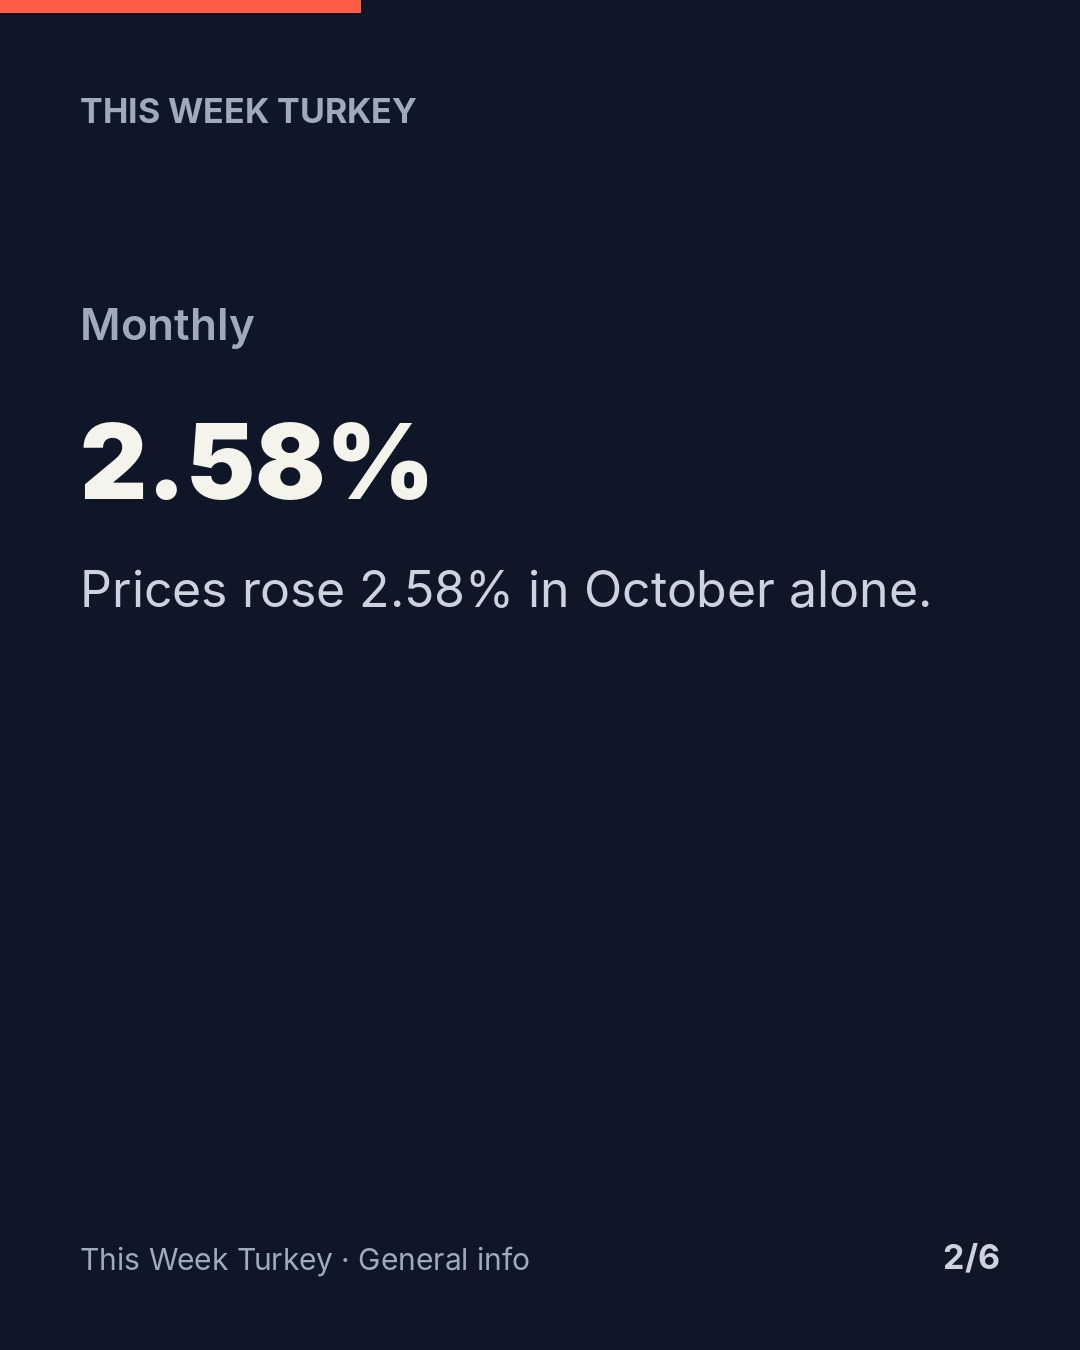 THIS WEEK TURKEY
Monthly
2.58%
Prices rose 2.58% in October alone.
This Week Turkey · General info
2/6